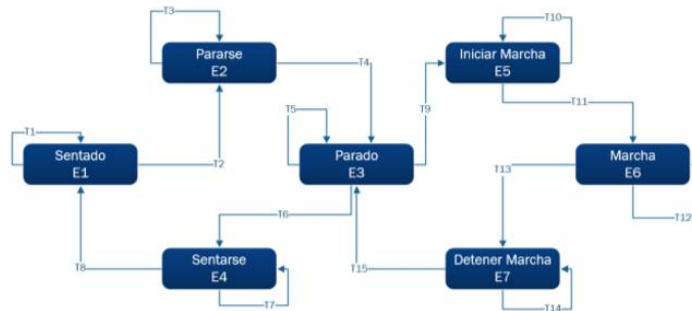 T3
T10
Pararse
E2
Iniciar Marcha
E5
T4
T11
T1
T5
T9
Sentado
E1
T2
Parado
E3
T13
Marcha
E6
T6
T12
Sentarse
E4
T8
T15
Detener Marcha
E7
T7
T14